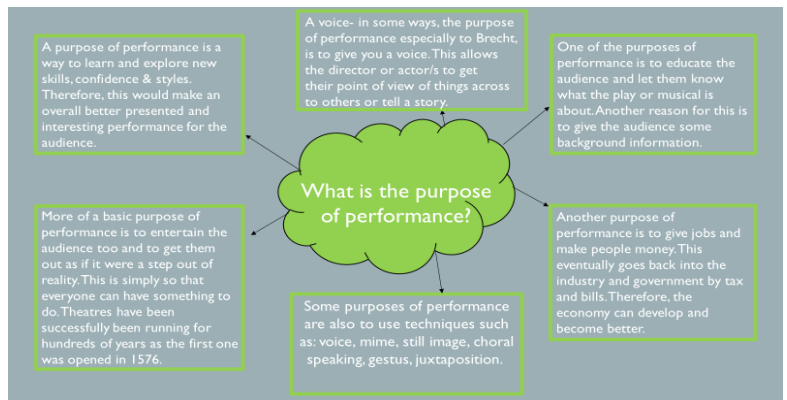 A purpose of performance is a
way to learn and explore new
skills, confidence & styles.
Therefore, this would make an
overall better presented and
interesting performance for the
audience.
A voice- in some ways, the purpose
of performance especially to Brecht,
is to give you a voice. This allows
the director or actor/s to get
their point of view of things across
to others or tell a story.
One of the purposes of
performance is to educate the
audience and let them know
what the play or musical is
about. Another reason for this is
to give the audience some
background information.
What is the purpose
of performance?
More of a basic purpose of
performance is to entertain the
audience too and to get them
out as if it were a step out of
reality. This is simply so that
everyone can have something to
do. Theatres have been
successfully been running for
hundreds of years as the first one
was opened in 1576.
Some purposes of performance
are also to use techniques such
as: voice, mime, still image, choral
speaking, gestus, juxtaposition.
Another purpose of
performance is to give jobs and
make people money. This
eventually goes back into the
industry and government by tax
and bills. Therefore, the
economy can develop and
become better.